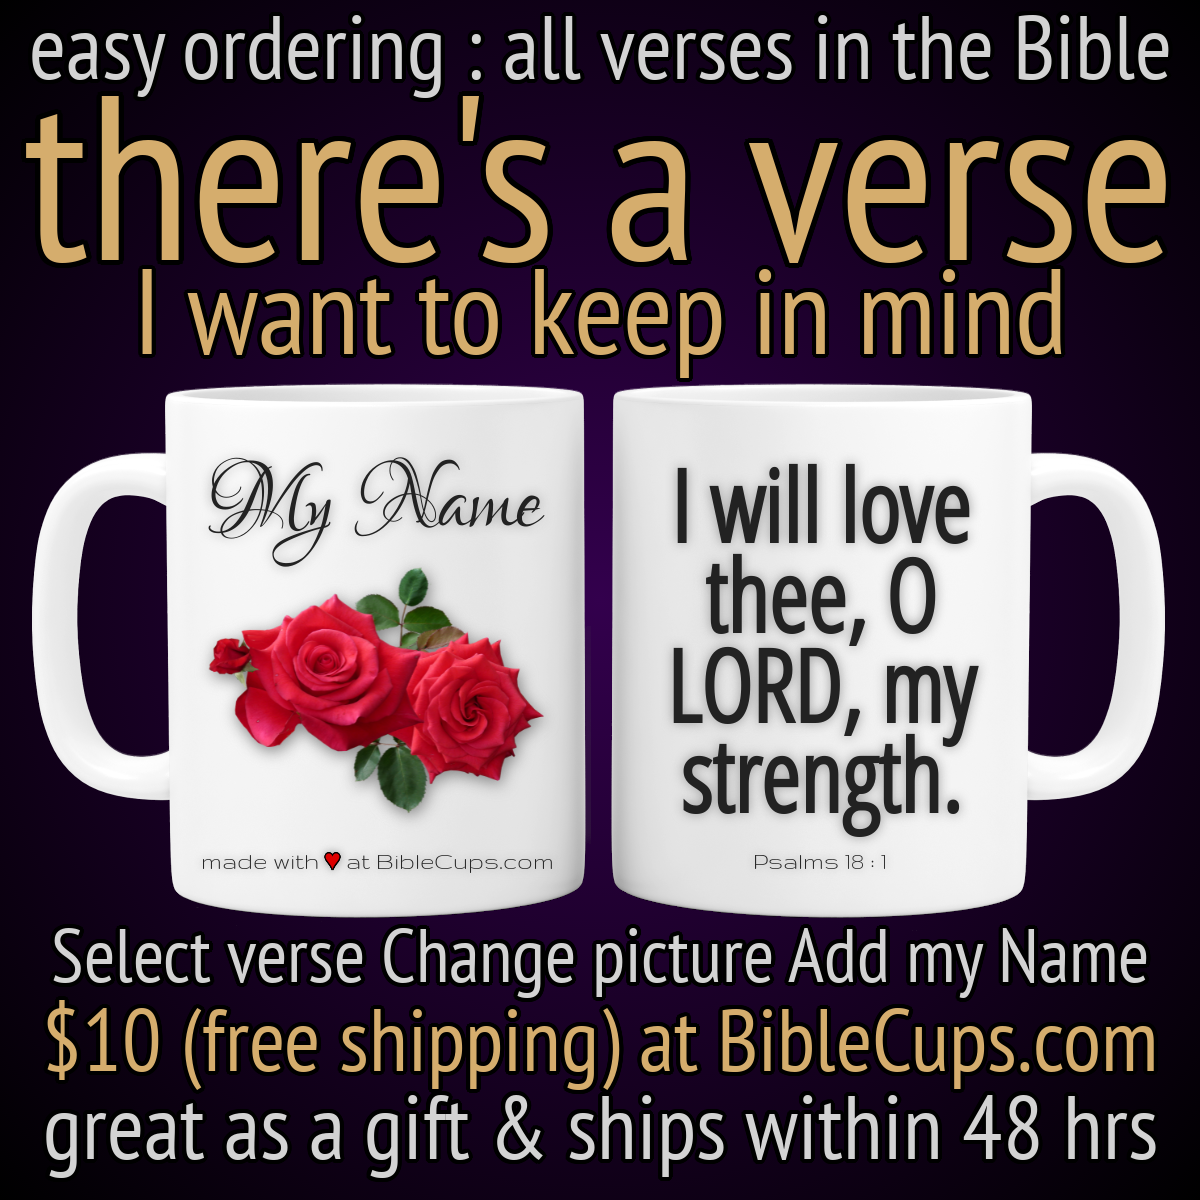 easy ordering : all verses in the Bible
there's a verse
I want to keep in mind
My Name
made with ♥ at BibleCups.com
I will love
thee, O
LORD, my
strength.
Psalms 18 : 1
Select verse Change picture Add my Name
$10 (free shipping) at BibleCups.com
great as a gift & ships within 48 hrs